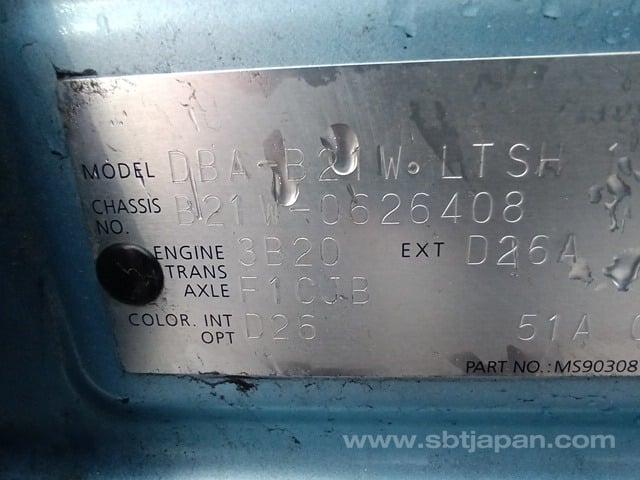 MODEL DBA-B21W LTSH
CHASSIS NO. B21W-0626408
ENGINE 3B20 EXT D26A
TRANS AXLE F1CJB
COLOR. INT OPT D26 51A
PART NO.: MS90308
www.sbtjapan.com